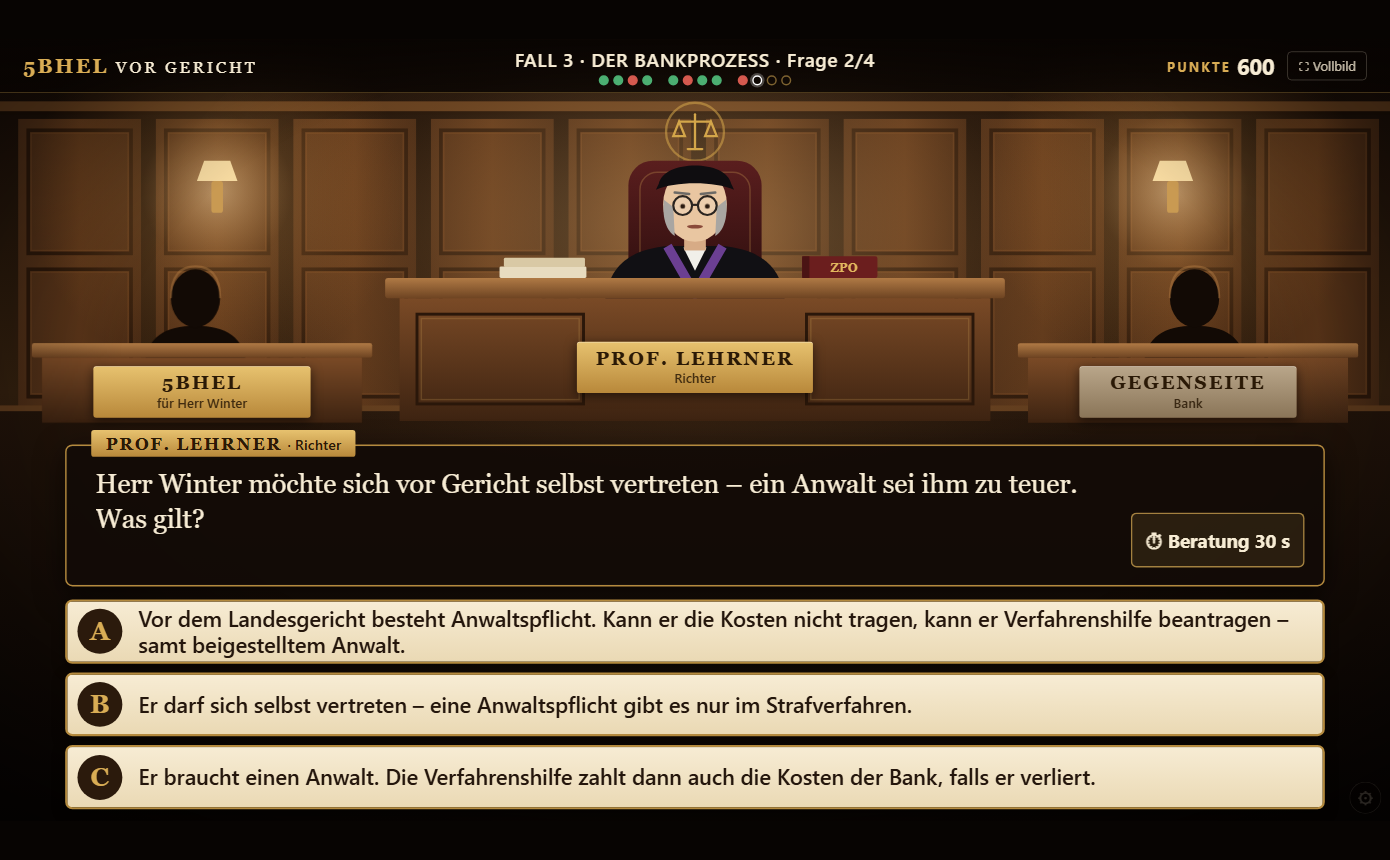 5BHEL VOR GERICHT
FALL 3 · DER BANKPROZESS · Frage 2/4
PUNKTE 600
Vollbild
ZPO
PROF. LEHRNER
Richter
5BHEL
für Herr Winter
GEGENSEITE
Bank
PROF. LEHRNER · Richter
Herr Winter möchte sich vor Gericht selbst vertreten – ein Anwalt sei ihm zu teuer.
Was gilt?
⏱ Beratung 30 s
A
Vor dem Landesgericht besteht Anwaltspflicht. Kann er die Kosten nicht tragen, kann er Verfahrenshilfe beantragen –
samt beigestelltem Anwalt.
B
Er darf sich selbst vertreten – eine Anwaltspflicht gibt es nur im Strafverfahren.
C
Er braucht einen Anwalt. Die Verfahrenshilfe zahlt dann auch die Kosten der Bank, falls er verliert.